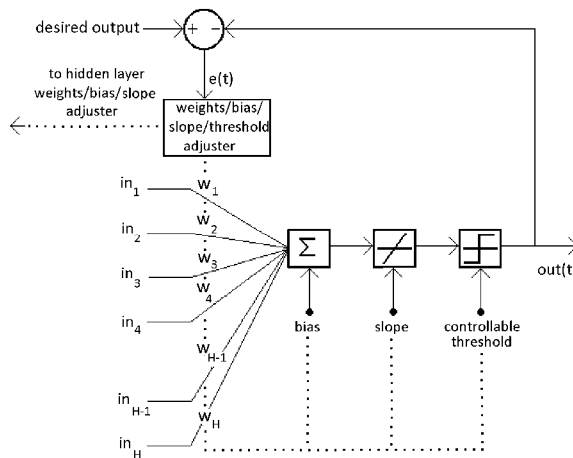 desired output
+ −
e(t)
to hidden layer
weights/bias/slope
adjuster
weights/bias/
slope/threshold
adjuster
in1
w1
in2
w2
in3
w3
in4
w4
wH-1
inH-1
wH
inH
Σ
out(t
bias
slope
controllable
threshold